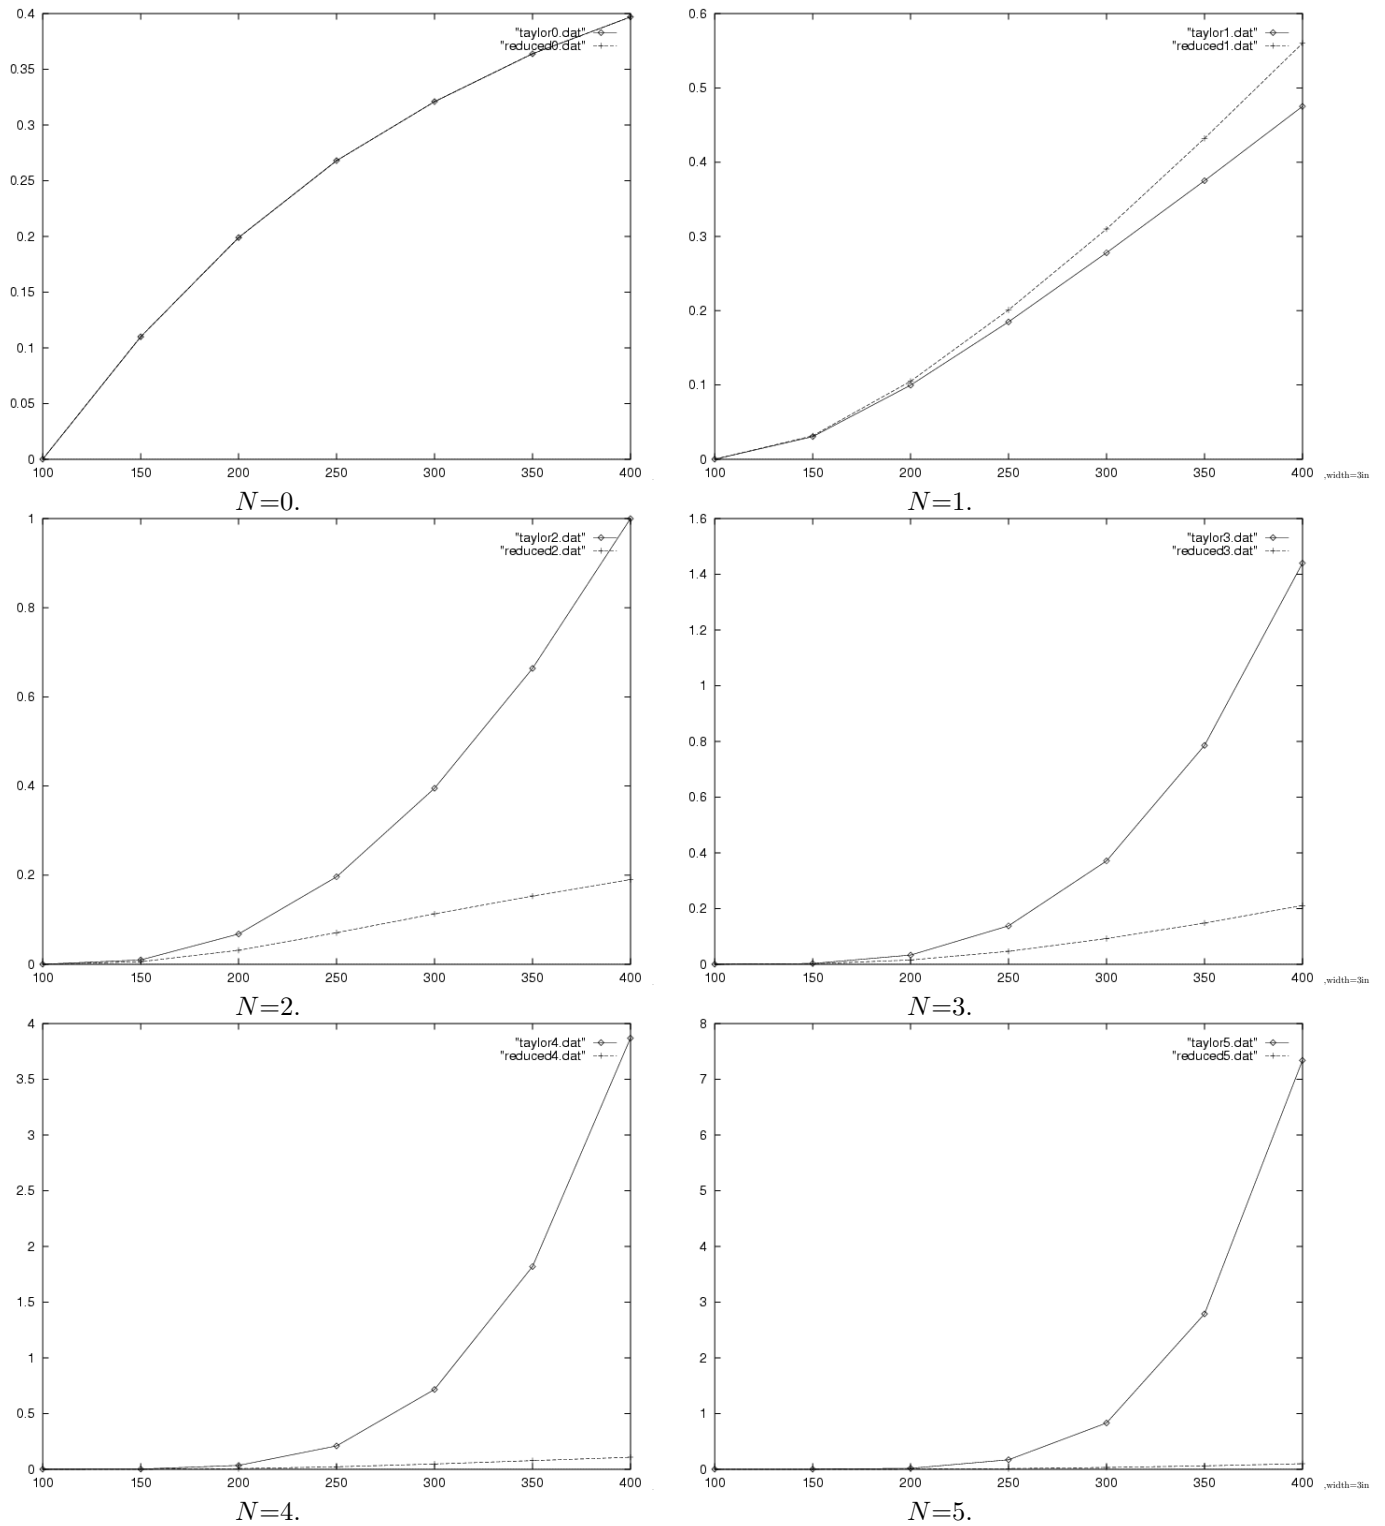 0.4
"taylor0.dat"
"reduced0.dat"
0.35
0.3
0.25
0.2
0.15
0.1
0.05
0
100 150 200 250 300 350 400
N=0.
0.6
"taylor1.dat"
"reduced1.dat"
0.5
0.4
0.3
0.2
0.1
0
100 150 200 250 300 350 400
,width=3in
N=1.
1
"taylor2.dat"
"reduced2.dat"
0.8
0.6
0.4
0.2
0
100 150 200 250 300 350 400
N=2.
1.6
"taylor3.dat"
"reduced3.dat"
1.4
1.2
1
0.8
0.6
0.4
0.2
0
100 150 200 250 300 350 400
,width=3in
N=3.
4
"taylor4.dat"
"reduced4.dat"
3.5
3
2.5
2
1.5
1
0.5
0
100 150 200 250 300 350 400
N=4.
8
"taylor5.dat"
"reduced5.dat"
7
6
5
4
3
2
1
0
100 150 200 250 300 350 400
,width=3in
N=5.